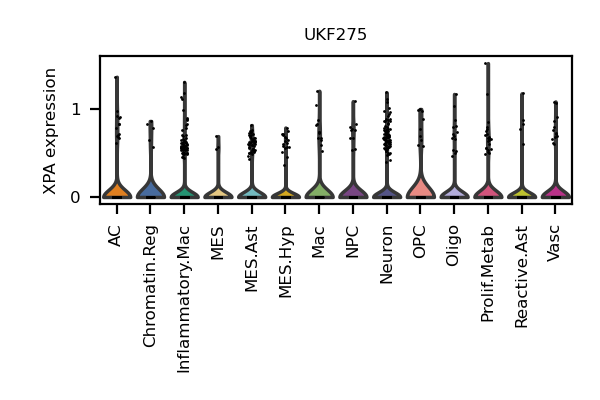 UKF275
XPA expression
1
0
AC
Chromatin.Reg
Inflammatory.Mac
MES
MES.Ast
MES.Hyp
Mac
NPC
Neuron
OPC
Oligo
Prolif.Metab
Reactive.Ast
Vasc